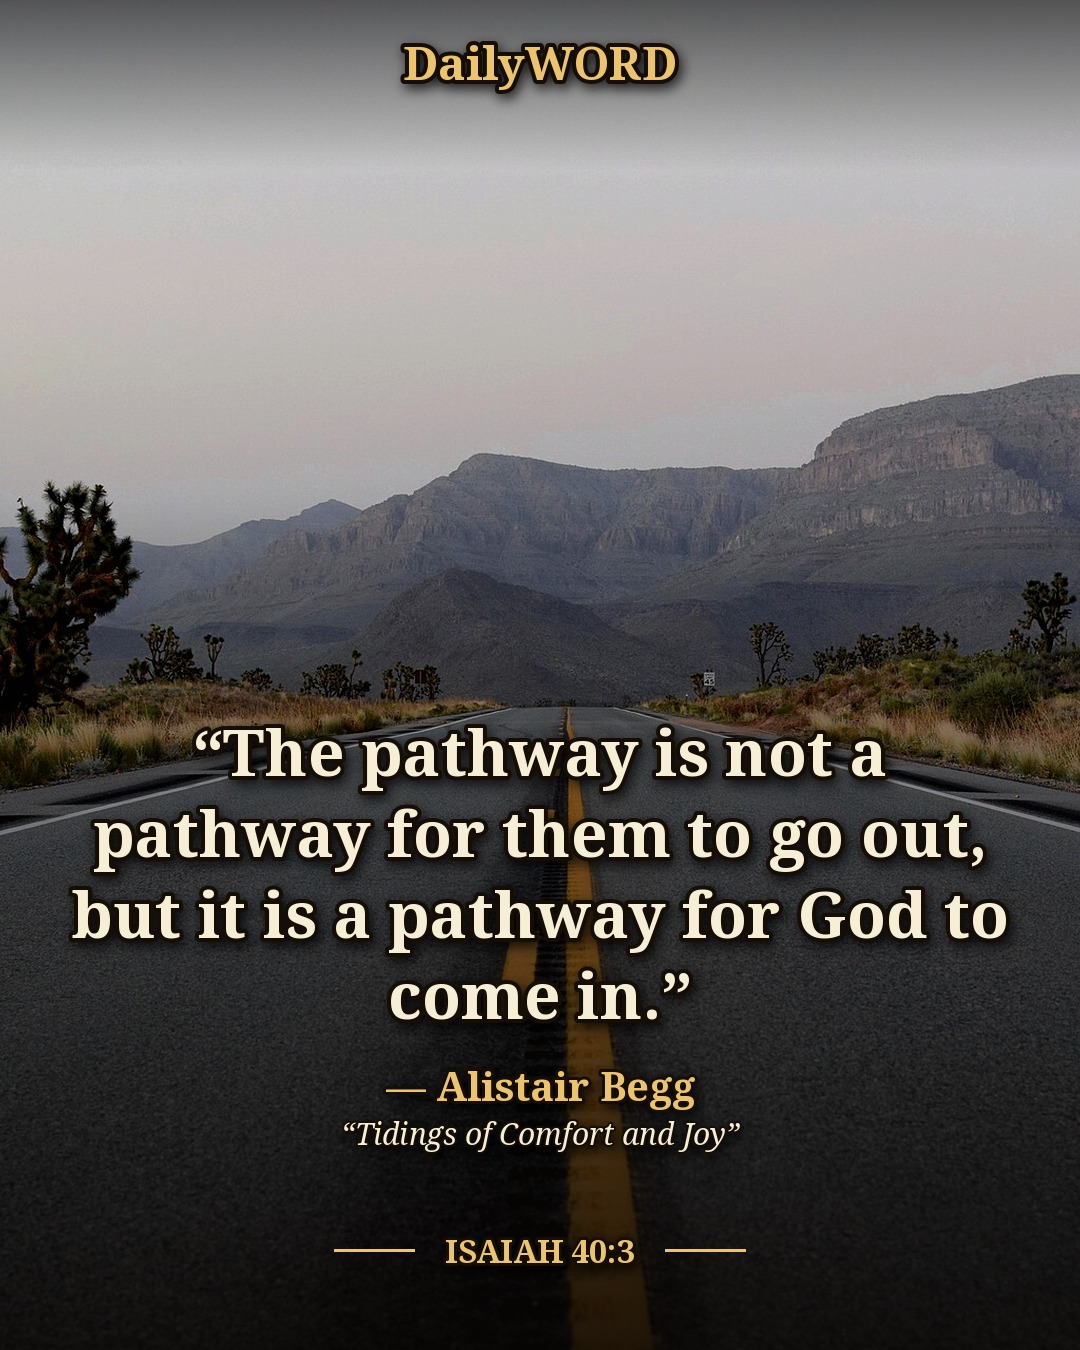 DailyWORD
“The pathway is not a
pathway for them to go out,
but it is a pathway for God to
come in.”
— Alistair Begg
“Tidings of Comfort and Joy”
ISAIAH 40:3